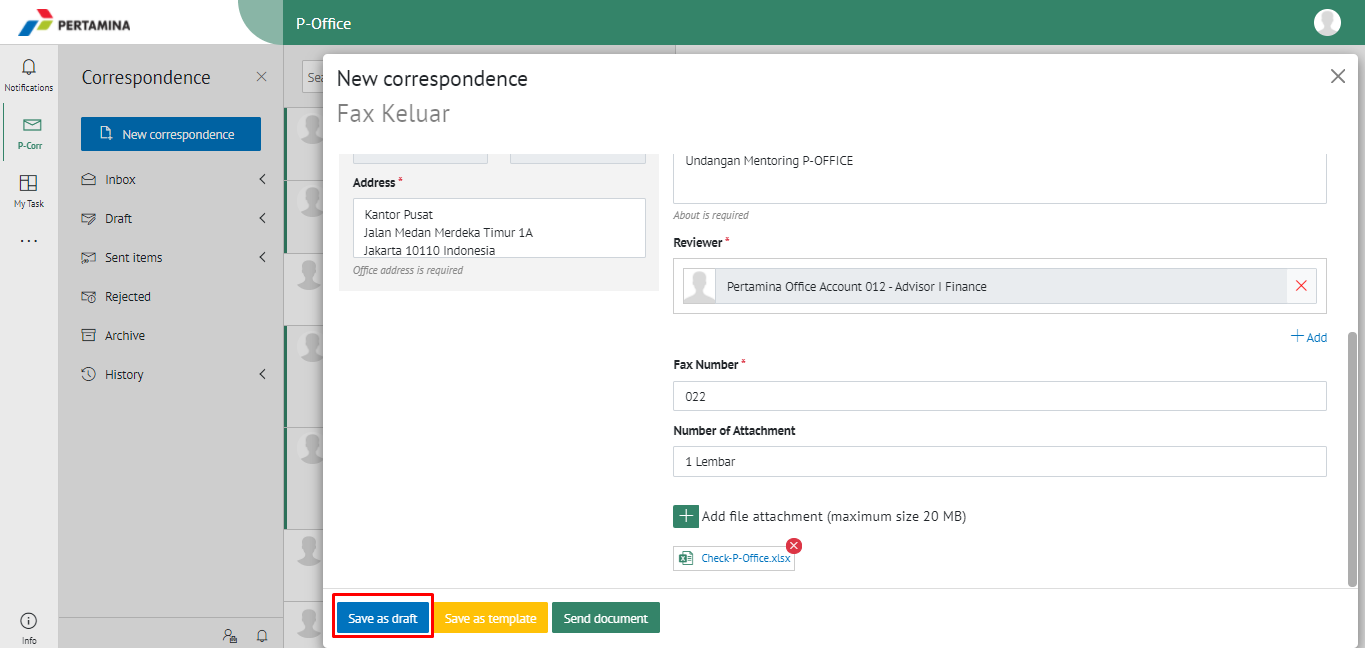 PERTAMINA
P-Office
Notifications
P-Corr
My Task
Info
Correspondence
New correspondence
Inbox
Draft
Sent items
Rejected
Archive
History
New correspondence
Fax Keluar
Address *
Kantor Pusat
Jalan Medan Merdeka Timur 1A
Jakarta 10110 Indonesia
Office address is required
Undangan Mentoring P-OFFICE
About is required
Reviewer *
Pertamina Office Account 012 - Advisor I Finance
Add
Fax Number *
022
Number of Attachment
1 Lembar
Add file attachment (maximum size 20 MB)
Check-P-Office.xlsx
Save as draft
Save as template
Send document